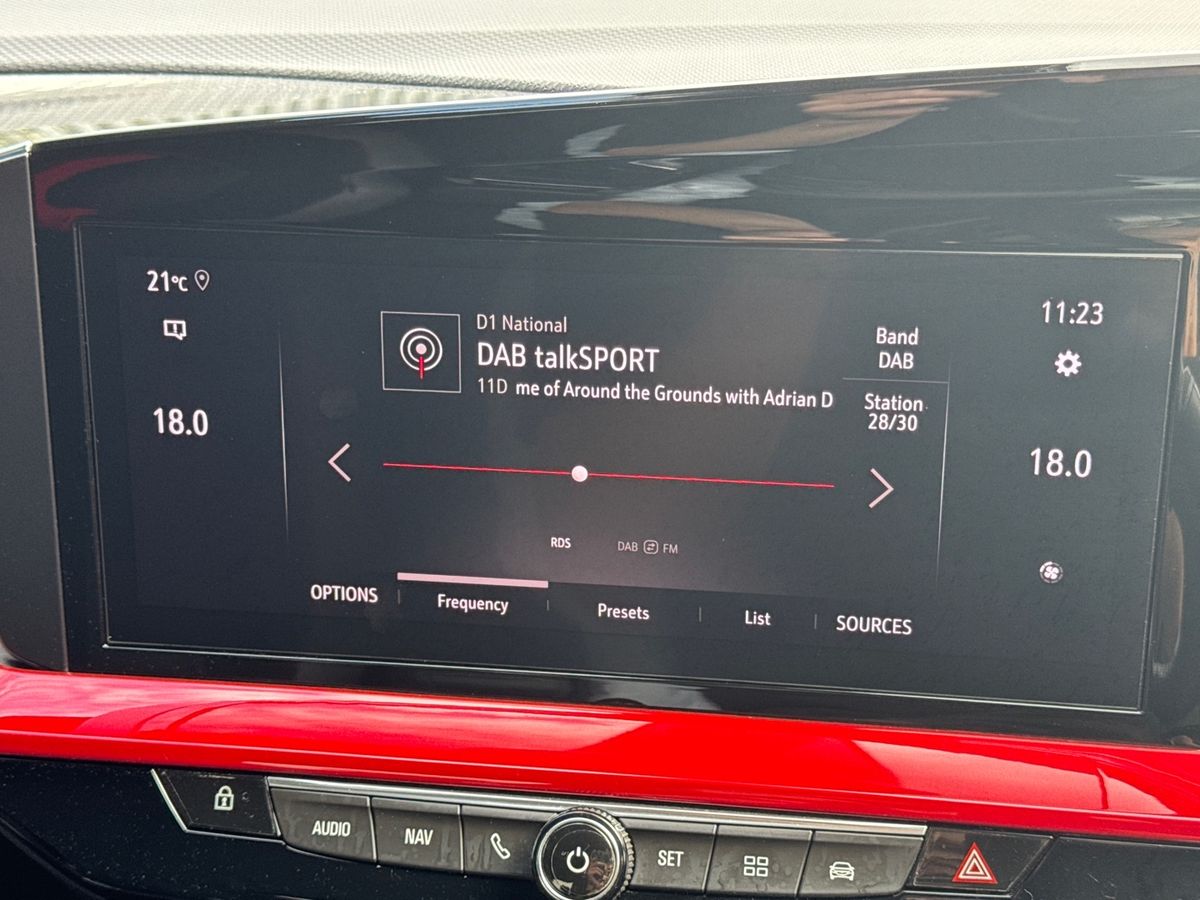 21°C
18.0
D1 National
DAB talkSPORT
11D me of Around the Grounds with Adrian D
Band
DAB
Station
28/30
11:23
18.0
RDS
DAB FM
OPTIONS
Frequency
Presets
List
SOURCES
AUDIO
NAV
SET